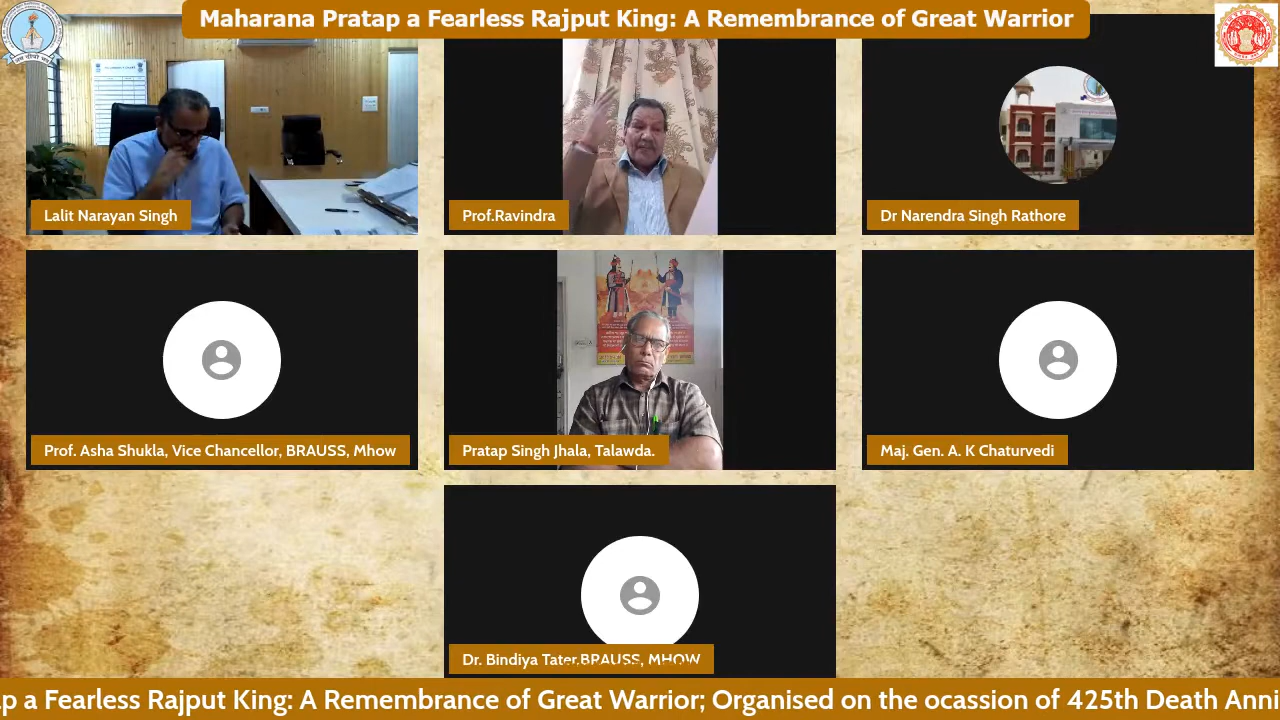 Maharana Pratap a Fearless Rajput King: A Remembrance of Great Warrior
Lalit Narayan Singh
Prof.Ravindra
Dr Narendra Singh Rathore
Prof. Asha Shukla, Vice Chancellor, BRAUSS, Mhow
Pratap Singh Jhala, Talawda.
Maj. Gen. A. K Chaturvedi
Dr. Bindiya Tater,BRAUSS, MHOW
ap a Fearless Rajput King: A Remembrance of Great Warrior; Organised on the ocassion of 425th Death Anni